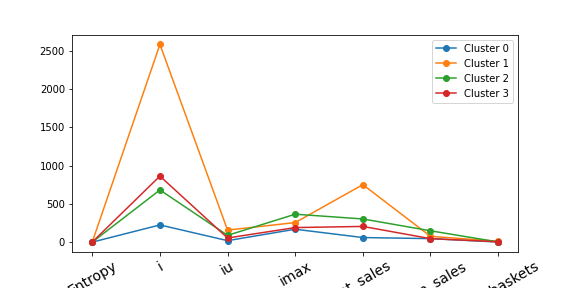 2500
2000
1500
1000
500
0
Cluster 0
Cluster 1
Cluster 2
Cluster 3
Entropy
i
iu
imax
sales
sales
baskets